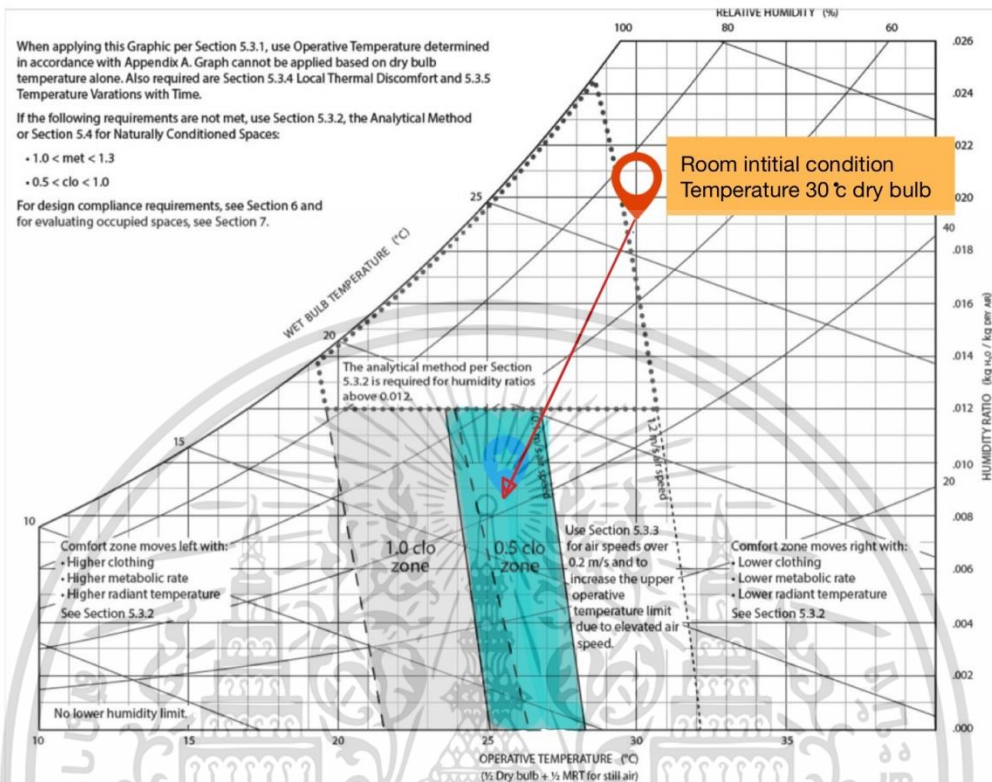 RELATIVE HUMIDITY (%)
100
80
60
When applying this Graphic per Section 5.3.1, use Operative Temperature determined
in accordance with Appendix A. Graph cannot be applied based on dry bulb
temperature alone. Also required are Section 5.3.4 Local Thermal Discomfort and 5.3.5
Temperature Varations with Time.
If the following requirements are not met, use Section 5.3.2, the Analytical Method
or Section 5.4 for Naturally Conditioned Spaces:
• 1.0 < met < 1.3
• 0.5 < clo < 1.0
For design compliance requirements, see Section 6 and
for evaluating occupied spaces, see Section 7.
Room intitial condition
Temperature 30 ℃ dry bulb
.026
.024
.022
.020
.018
.016
.014
.012
.010
.008
.006
.004
.002
.000
40
20
HUMIDITY RATIO (kg H₂O / kg DRY AIR)
WET BULB TEMPERATURE (°C)
25
20
15
10
The analytical method per Section
5.3.2 is required for humidity ratios
above 0.012.
m/s air speed
1.2 m/s air speed
1.0 clo
zone
0.5 clo
zone
Comfort zone moves left with:
• Higher clothing
• Higher metabolic rate
• Higher radiant temperature
See Section 5.3.2
Use Section 5.3.3
for air speeds over
0.2 m/s and to
increase the upper
operative
temperature limit
due to elevated air
speed.
Comfort zone moves right with:
• Lower clothing
• Lower metabolic rate
• Lower radiant temperature
See Section 5.3.2
No lower humidity limit.
10
15
20
25
30
35
OPERATIVE TEMPERATURE (°C)
(½ Dry bulb + ½ MRT for still air)